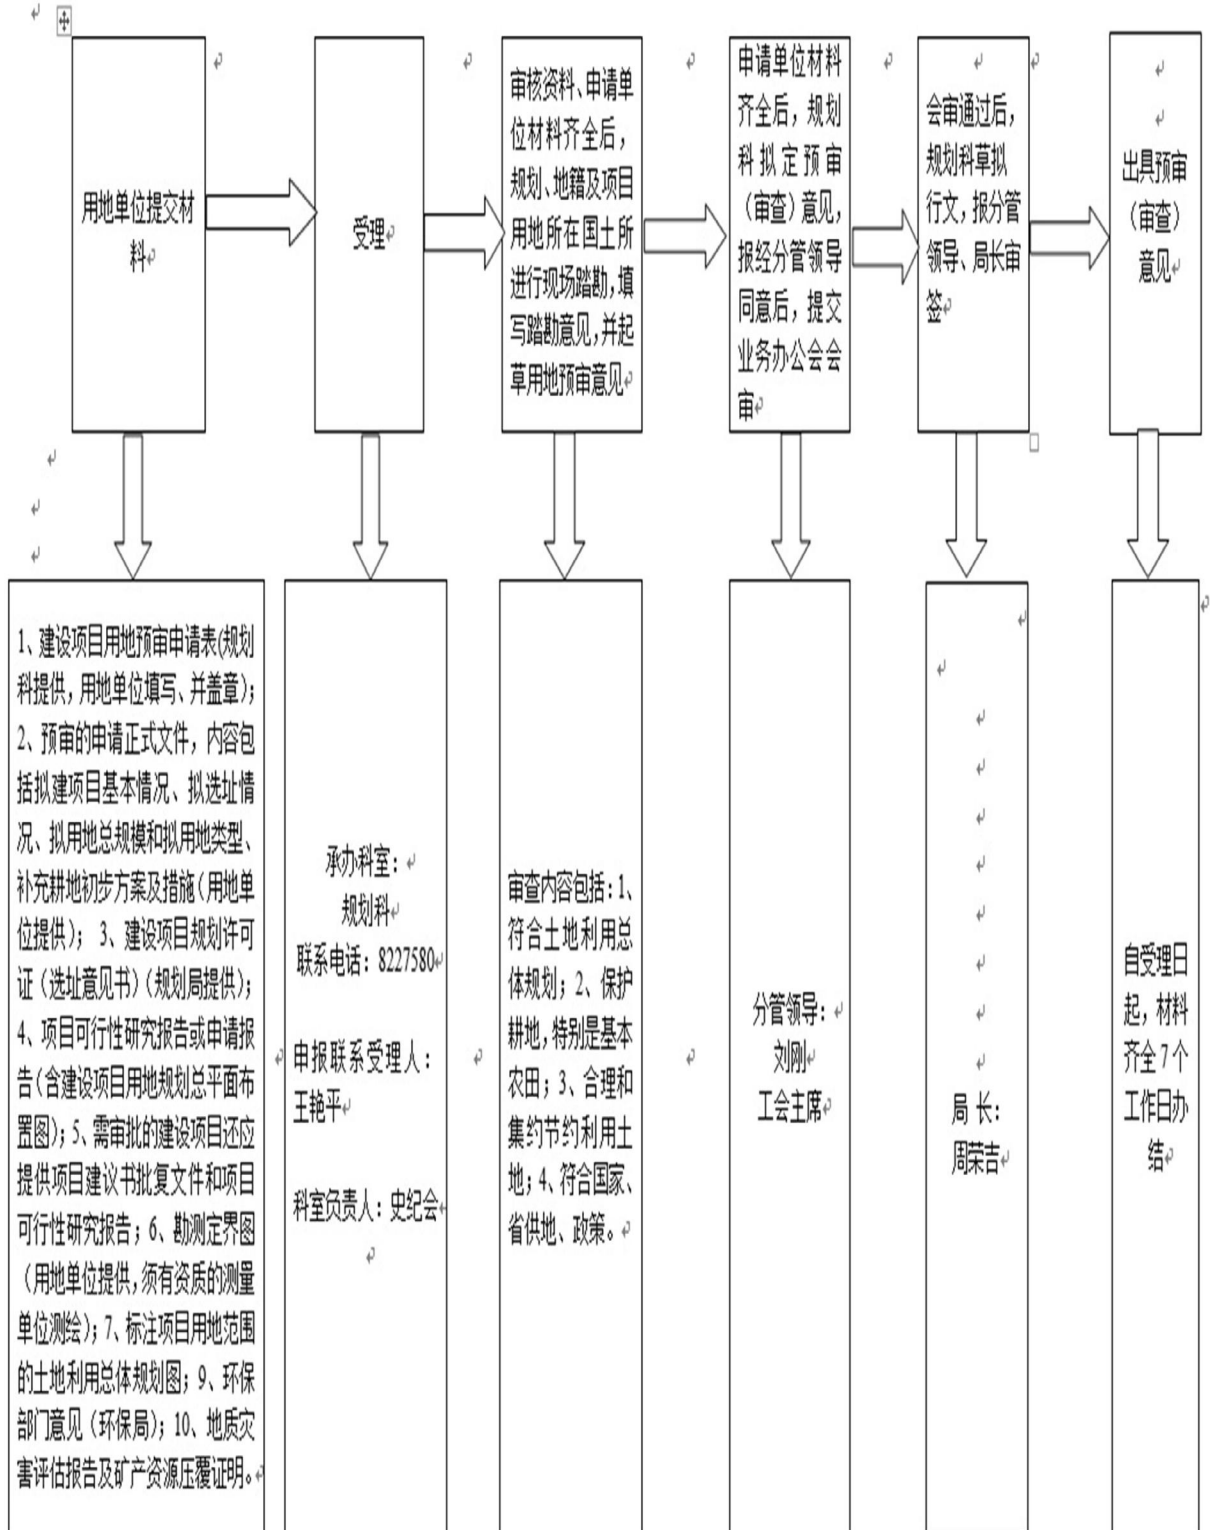 用地单位提交材
料
受理
审核资料、申请单
位材料齐全后，
规划、地籍及项目
用地所在国土所
进行现场踏勘，填
写踏勘意见，并起
草用地预审意见
申请单位材料
齐全后，规划
科拟定预审
（审查）意见，
报经分管领导
同意后，提交
业务办公会会
审
会审通过后，
规划科草拟
行文，报分管
领导、局长审
签
出具预审
（审查）
意见
1、建设项目用地预审申请表(规划
科提供，用地单位填写、并盖章)；
2、预审的申请正式文件，内容包
括拟建项目基本情况、拟选址情
况、拟用地总规模和拟用地类型、
补充耕地初步方案及措施（用地单
位提供）； 3、建设项目规划许可
证（选址意见书）（规划局提供）；
4、项目可行性研究报告或申请报
告（含建设项目用地规划总平面布
置图）；5、需审批的建设项目还应
提供项目建议书批复文件和项目
可行性研究报告；6、勘测定界图
（用地单位提供，须有资质的测量
单位测绘）；7、标注项目用地范围
的土地利用总体规划图；9、环保
部门意见（环保局）；10、地质灾
害评估报告及矿产资源压覆证明。
承办科室：
规划科
联系电话：8227580
申报联系受理人：
王艳平
科室负责人：史纪会
审查内容包括：1、
符合土地利用总
体规划；2、保护
耕地，特别是基本
农田；3、合理和
集约节约利用土
地；4、符合国家、
省供地、政策。
分管领导：
刘刚
工会主席
局 长：
周荣吉
自受理日
起，材料
齐全 7 个
工作日办
结